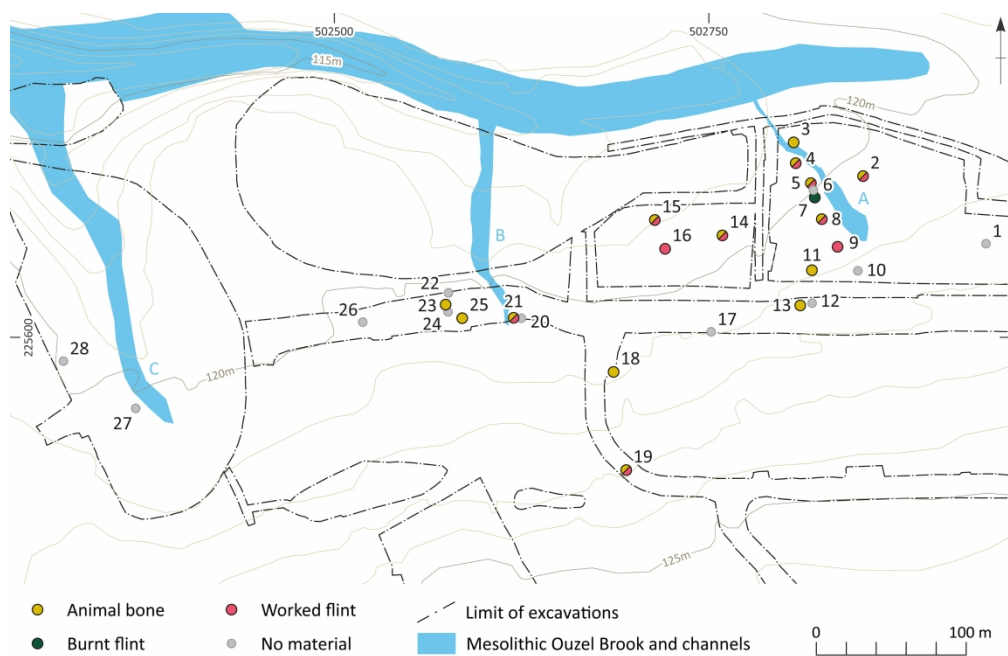 502500
502750
115m
120m
3
4
2
5
6
A
7
8
1
15
14
16
9
B
11
10
22
13
12
23
25
21
26
24
20
17
225600
28
18
C
120m
27
19
125m
Animal bone
Worked flint
Limit of excavations
Burnt flint
No material
Mesolithic Ouzel Brook and channels
0
100 m